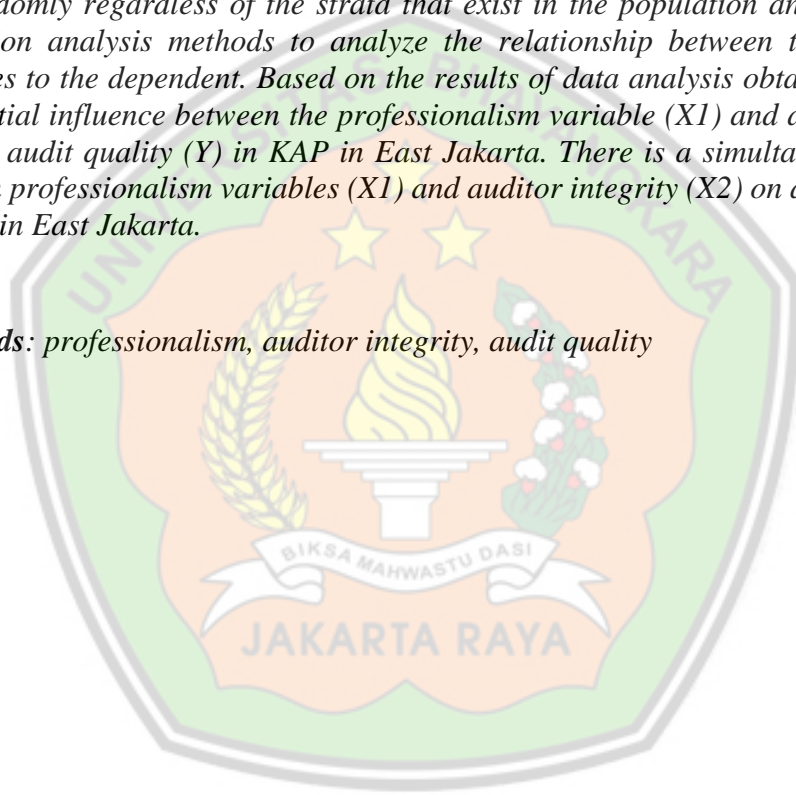 domly regardless of the strata that exist in the population an
on analysis methods to analyze the relationship between t
es to the dependent. Based on the results of data analysis obta
tial influence between the professionalism variable (X1) and a
audit quality (Y) in KAP in East Jakarta. There is a simulta
professionalism variables (X1) and auditor integrity (X2) on a
in East Jakarta.
ds: professionalism, auditor integrity, audit quality
UNIVERSITAS BHAYANGKARA
BIKSA MAHWASTU DASI
JAKARTA RAYA